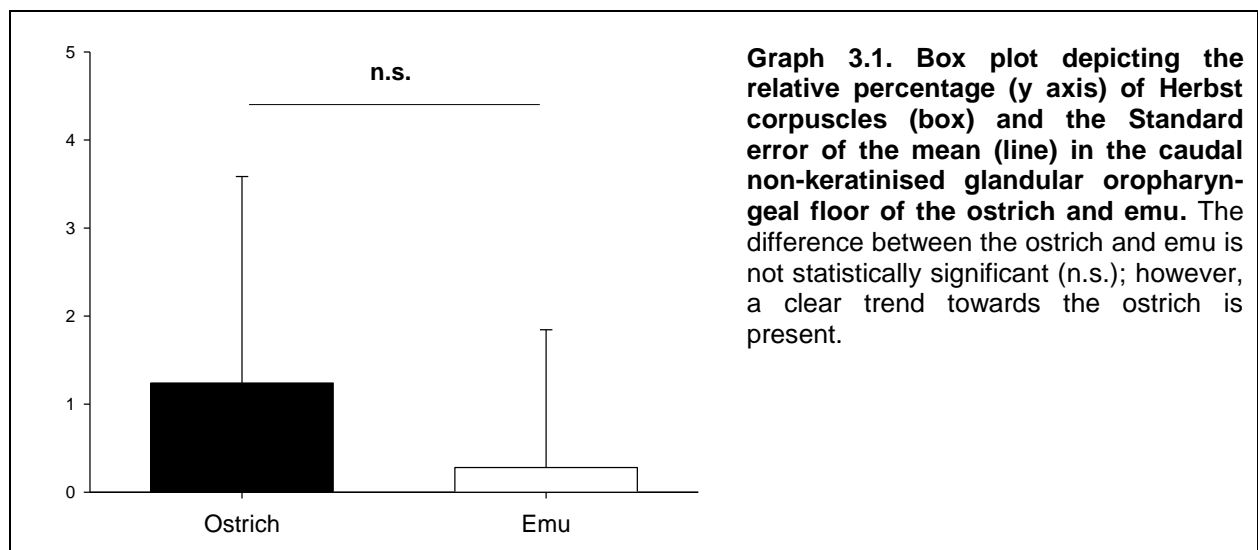 5
4
3
2
1
0
n.s.
Ostrich
Emu
Graph 3.1. Box plot depicting the
relative percentage (y axis) of Herbst
corpuscles (box) and the Standard
error of the mean (line) in the caudal
non-keratinised glandular oropharyn-
geal floor of the ostrich and emu. The
difference between the ostrich and emu is
not statistically significant (n.s.); however,
a clear trend towards the ostrich is
present.